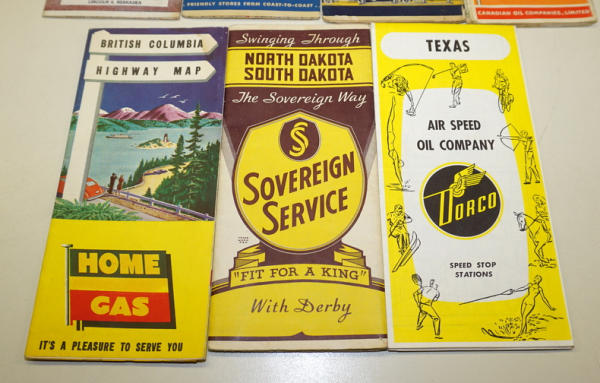 LINCOLN 8, NEBRASKA
FRIENDLY STORES FROM COAST-TO-COAST
CANADIAN OIL COMPANIES, LIMITED
BRITISH COLUMBIA
HIGHWAY MAP
HOME
GAS
IT'S A PLEASURE TO SERVE YOU
Swinging Through
NORTH DAKOTA
SOUTH DAKOTA
The Sovereign Way
SS
SOVEREIGN
SERVICE
"FIT FOR A KING"
With Derby
TEXAS
AIR SPEED
OIL COMPANY
DORCO
SPEED STOP
STATIONS